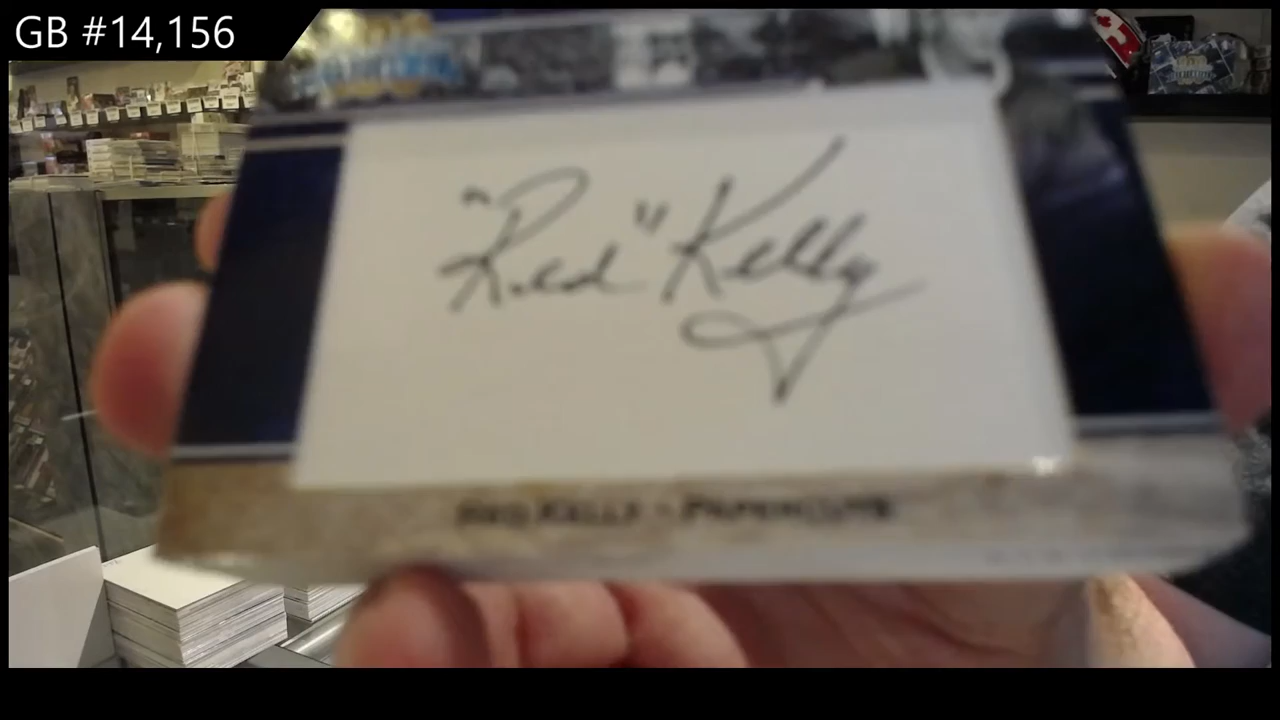 GB #14,156
"Red" Kelly
RED KELLY - PAPERCUTS